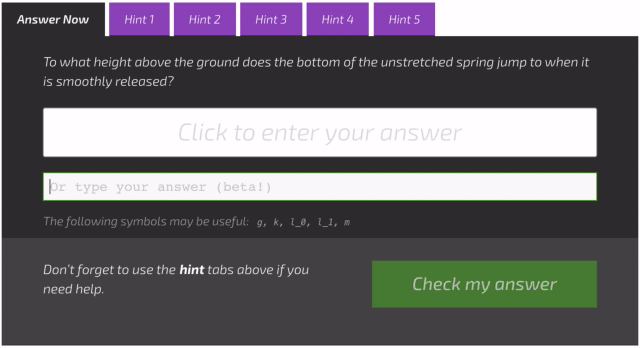 Answer Now Hint 1 Hint 2 Hint 3 Hint 4 Hint 5
To what height above the ground does the bottom of the unstretched spring jump to when it
is smoothly released?
Click to enter your answer
Or type your answer (beta!)
The following symbols may be useful: g, k, l_0, l_1, m
Don't forget to use the hint tabs above if you
need help.
Check my answer